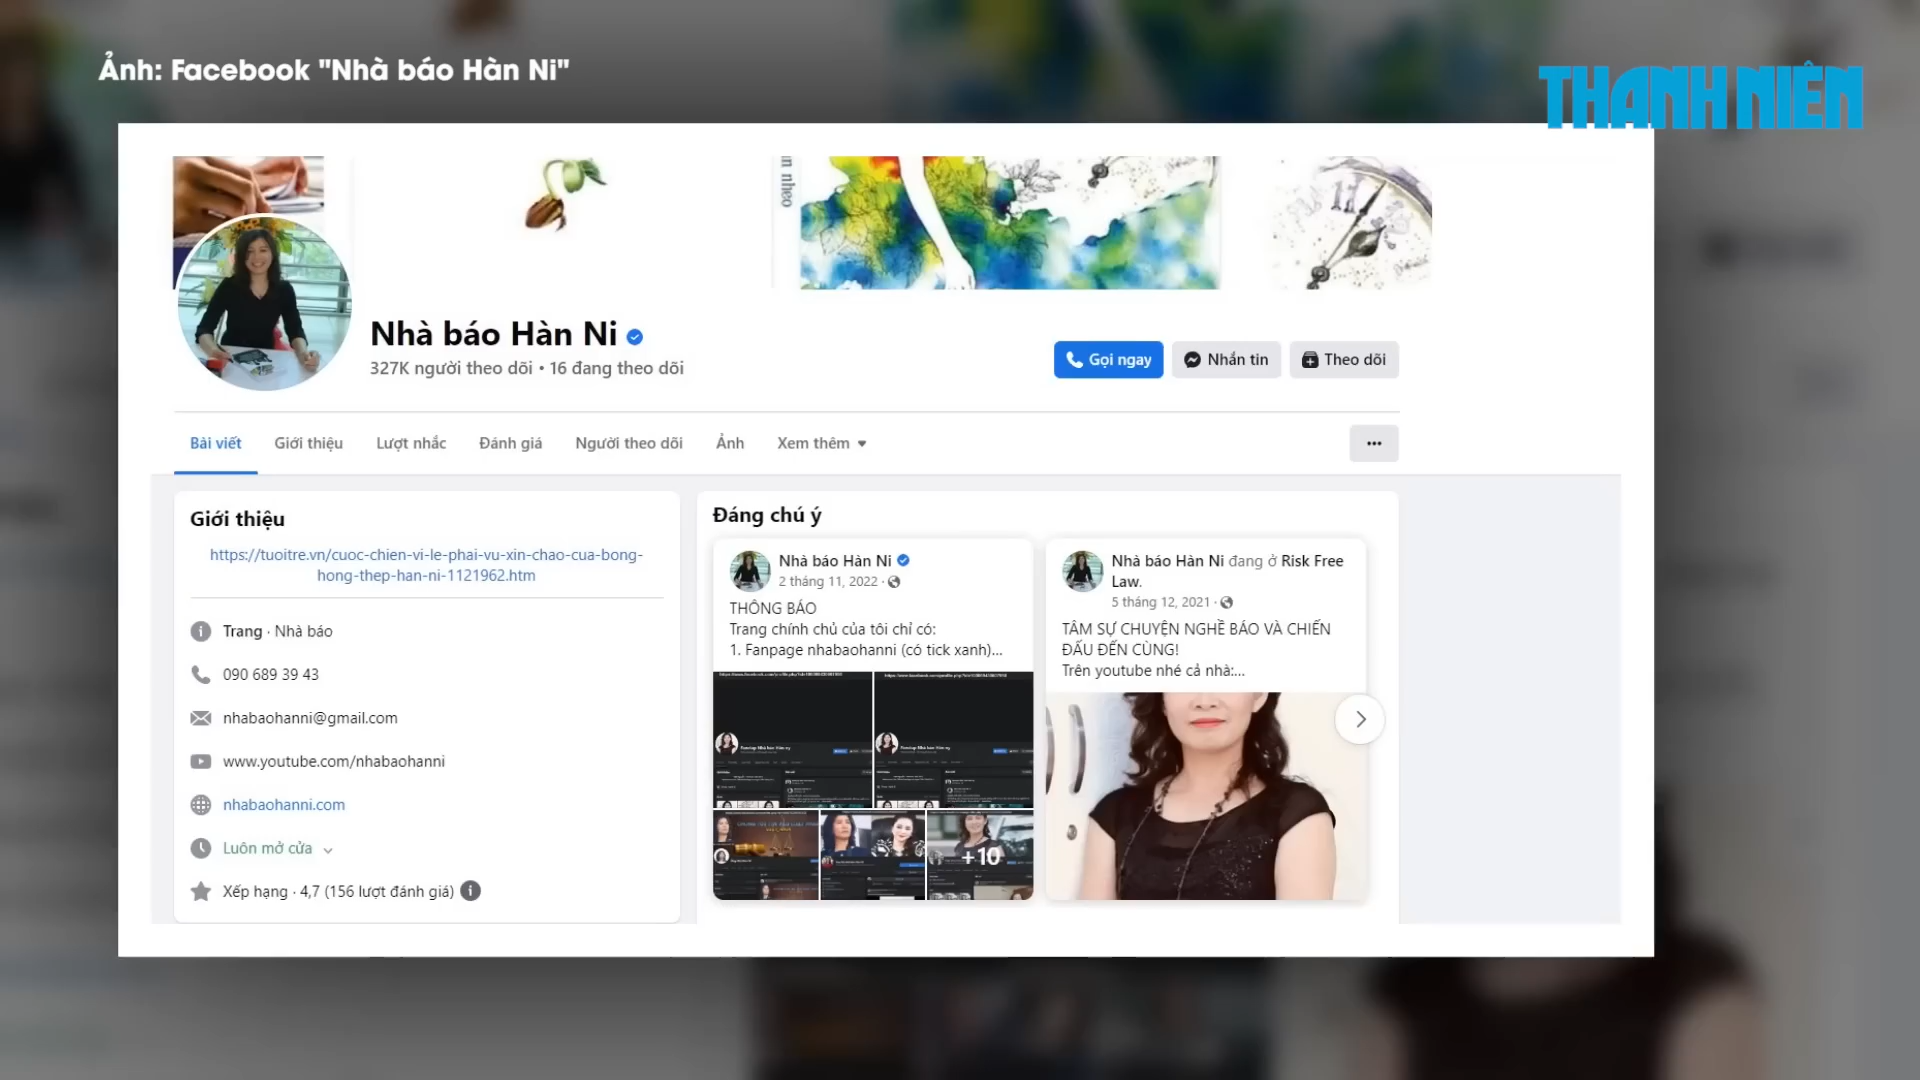 Ảnh: Facebook "Nhà báo Hàn Ni"
THANH NIÊN
n nheo
Nhà báo Hàn Ni
327K người theo dõi • 16 đang theo dõi
Gọi ngay
Nhắn tin
Theo dõi
Bài viết
Giới thiệu
Lượt nhắc
Đánh giá
Người theo dõi
Ảnh
Xem thêm
Giới thiệu
https://tuoitre.vn/cuoc-chien-vi-le-phai-vu-xin-chao-cua-bong-
hong-thep-han-ni-1121962.htm
Trang · Nhà báo
090 689 39 43
nhabaohanni@gmail.com
www.youtube.com/nhabaohanni
nhabaohanni.com
Luôn mở cửa
Xếp hạng · 4,7 (156 lượt đánh giá)
Đáng chú ý
Nhà báo Hàn Ni
2 tháng 11, 2022 ·
THÔNG BÁO
Trang chính chủ của tôi chỉ có:
1. Fanpage nhabaohanni (có tick xanh)...
+10
Nhà báo Hàn Ni đang ở Risk Free
Law.
5 tháng 12, 2021 ·
TÂM SỰ CHUYỆN NGHỀ BÁO VÀ CHIẾN
ĐẤU ĐẾN CÙNG!
Trên youtube nhé cả nhà:...